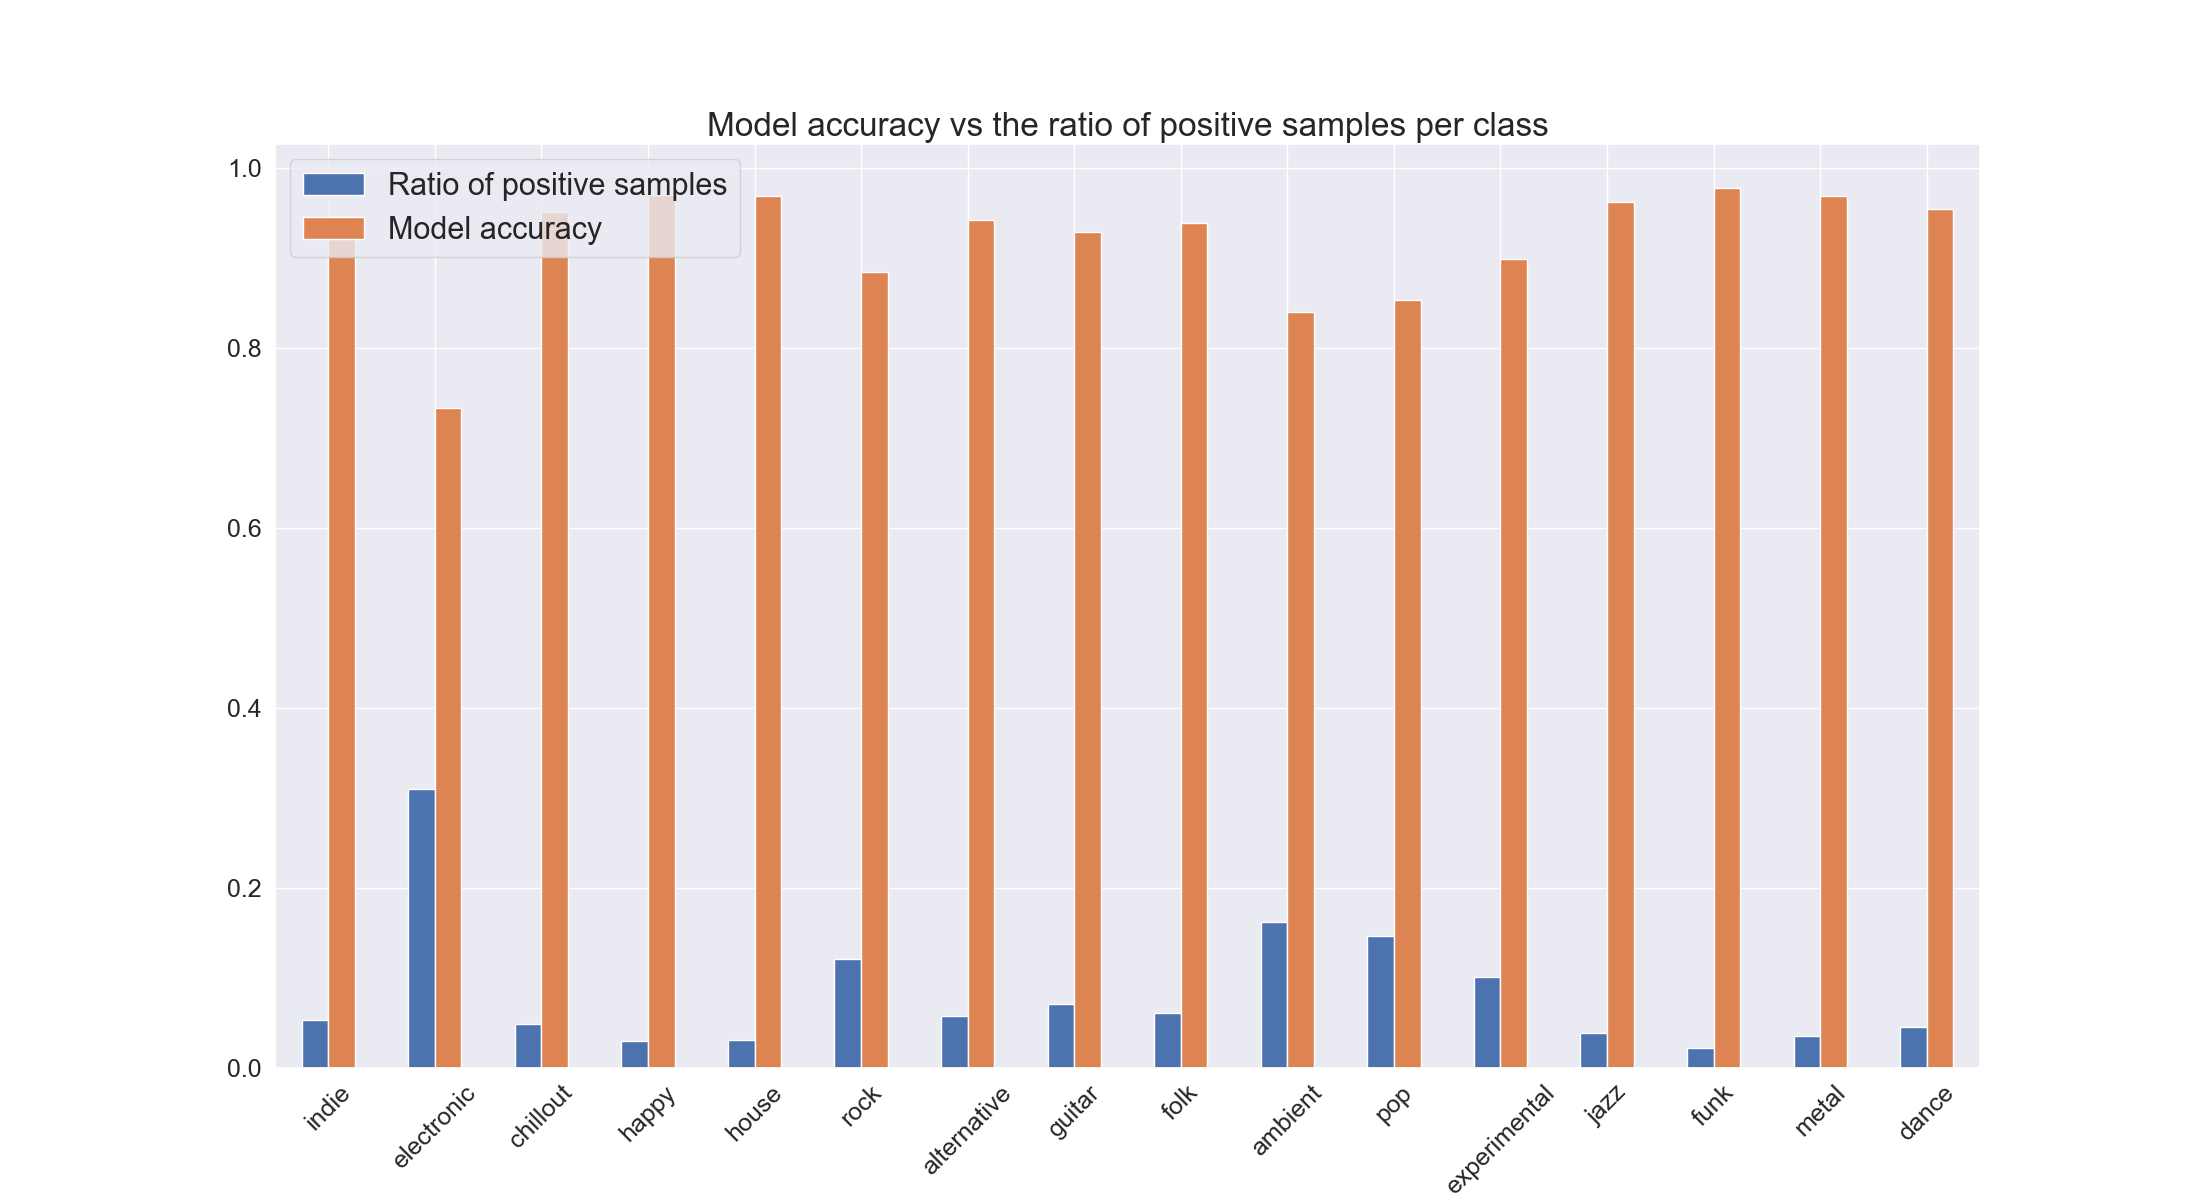 Model accuracy vs the ratio of positive samples per class
Ratio of positive samples
Model accuracy
1.0
0.8
0.6
0.4
0.2
0.0
indie
electronic
chillout
happy
house
rock
alternative
guitar
folk
ambient
pop
experimental
jazz
funk
metal
dance